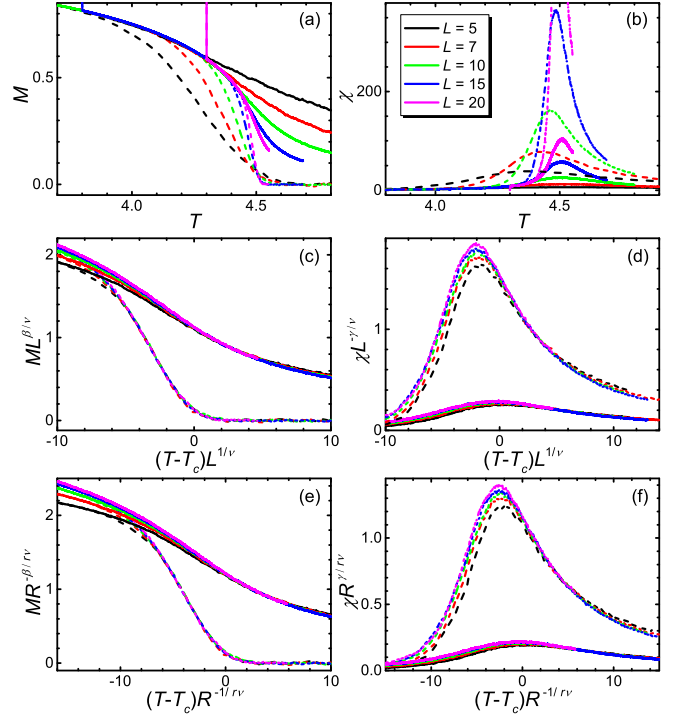 (a)
M
0.5
0.0
4.0
4.5
T
(b)
χ
200
0
4.0
4.5
T
L = 5
L = 7
L = 10
L = 15
L = 20
(c)
ML^{β/ν}
2
1
0
-10
0
10
(T-T_c)L^{1/ν}
(d)
χL^{-γ/ν}
1
0
-10
0
10
(T-T_c)L^{1/ν}
(e)
MR^{-β/rν}
2
1
0
-10
0
10
(T-T_c)R^{-1/rν}
(f)
χR^{γ/rν}
1.0
0.5
0.0
-10
0
10
(T-T_c)R^{-1/rν}